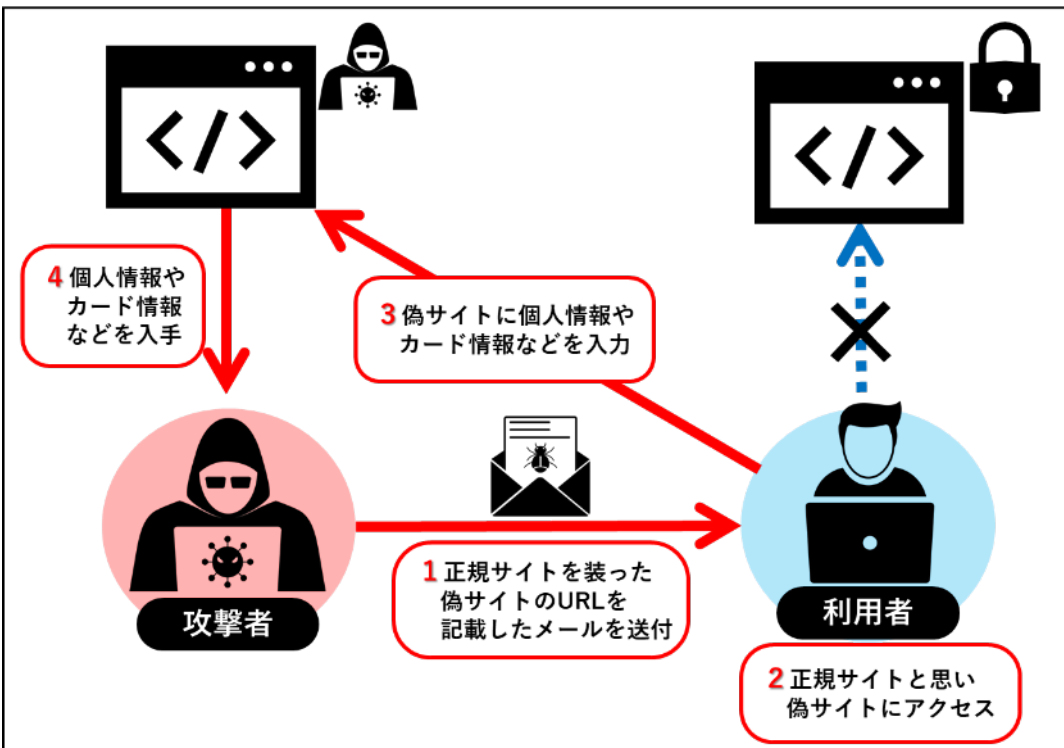 </>
</>
4 個人情報や
カード情報
などを入手
3 偽サイトに個人情報や
カード情報などを入力
1 正規サイトを装った
偽サイトのURLを
記載したメールを送付
攻撃者
利用者
2 正規サイトと思い
偽サイトにアクセス